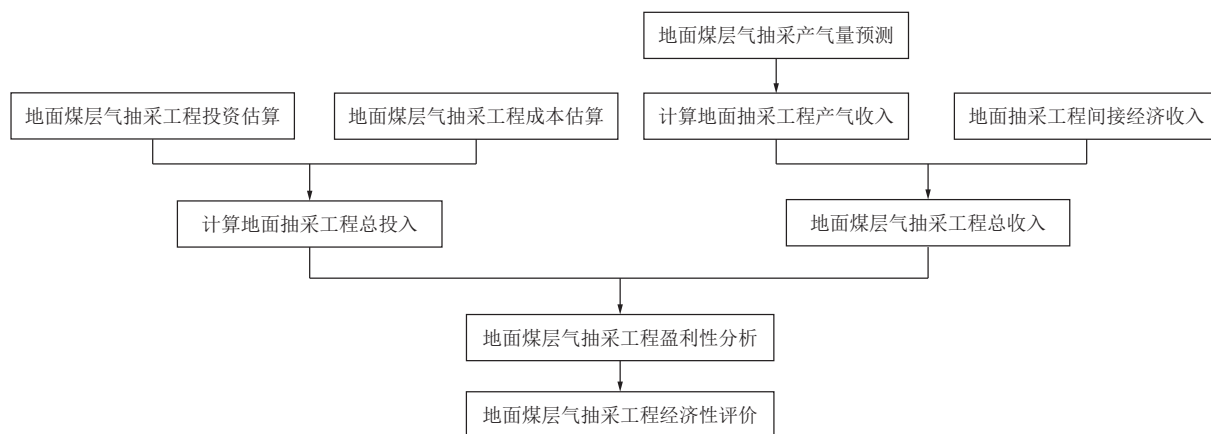 地面煤层气抽采产气量预测
地面煤层气抽采工程投资估算
地面煤层气抽采工程成本估算
计算地面抽采工程产气收入
地面抽采工程间接经济收入
计算地面抽采工程总投入
地面煤层气抽采工程总收入
地面煤层气抽采工程盈利性分析
地面煤层气抽采工程经济性评价